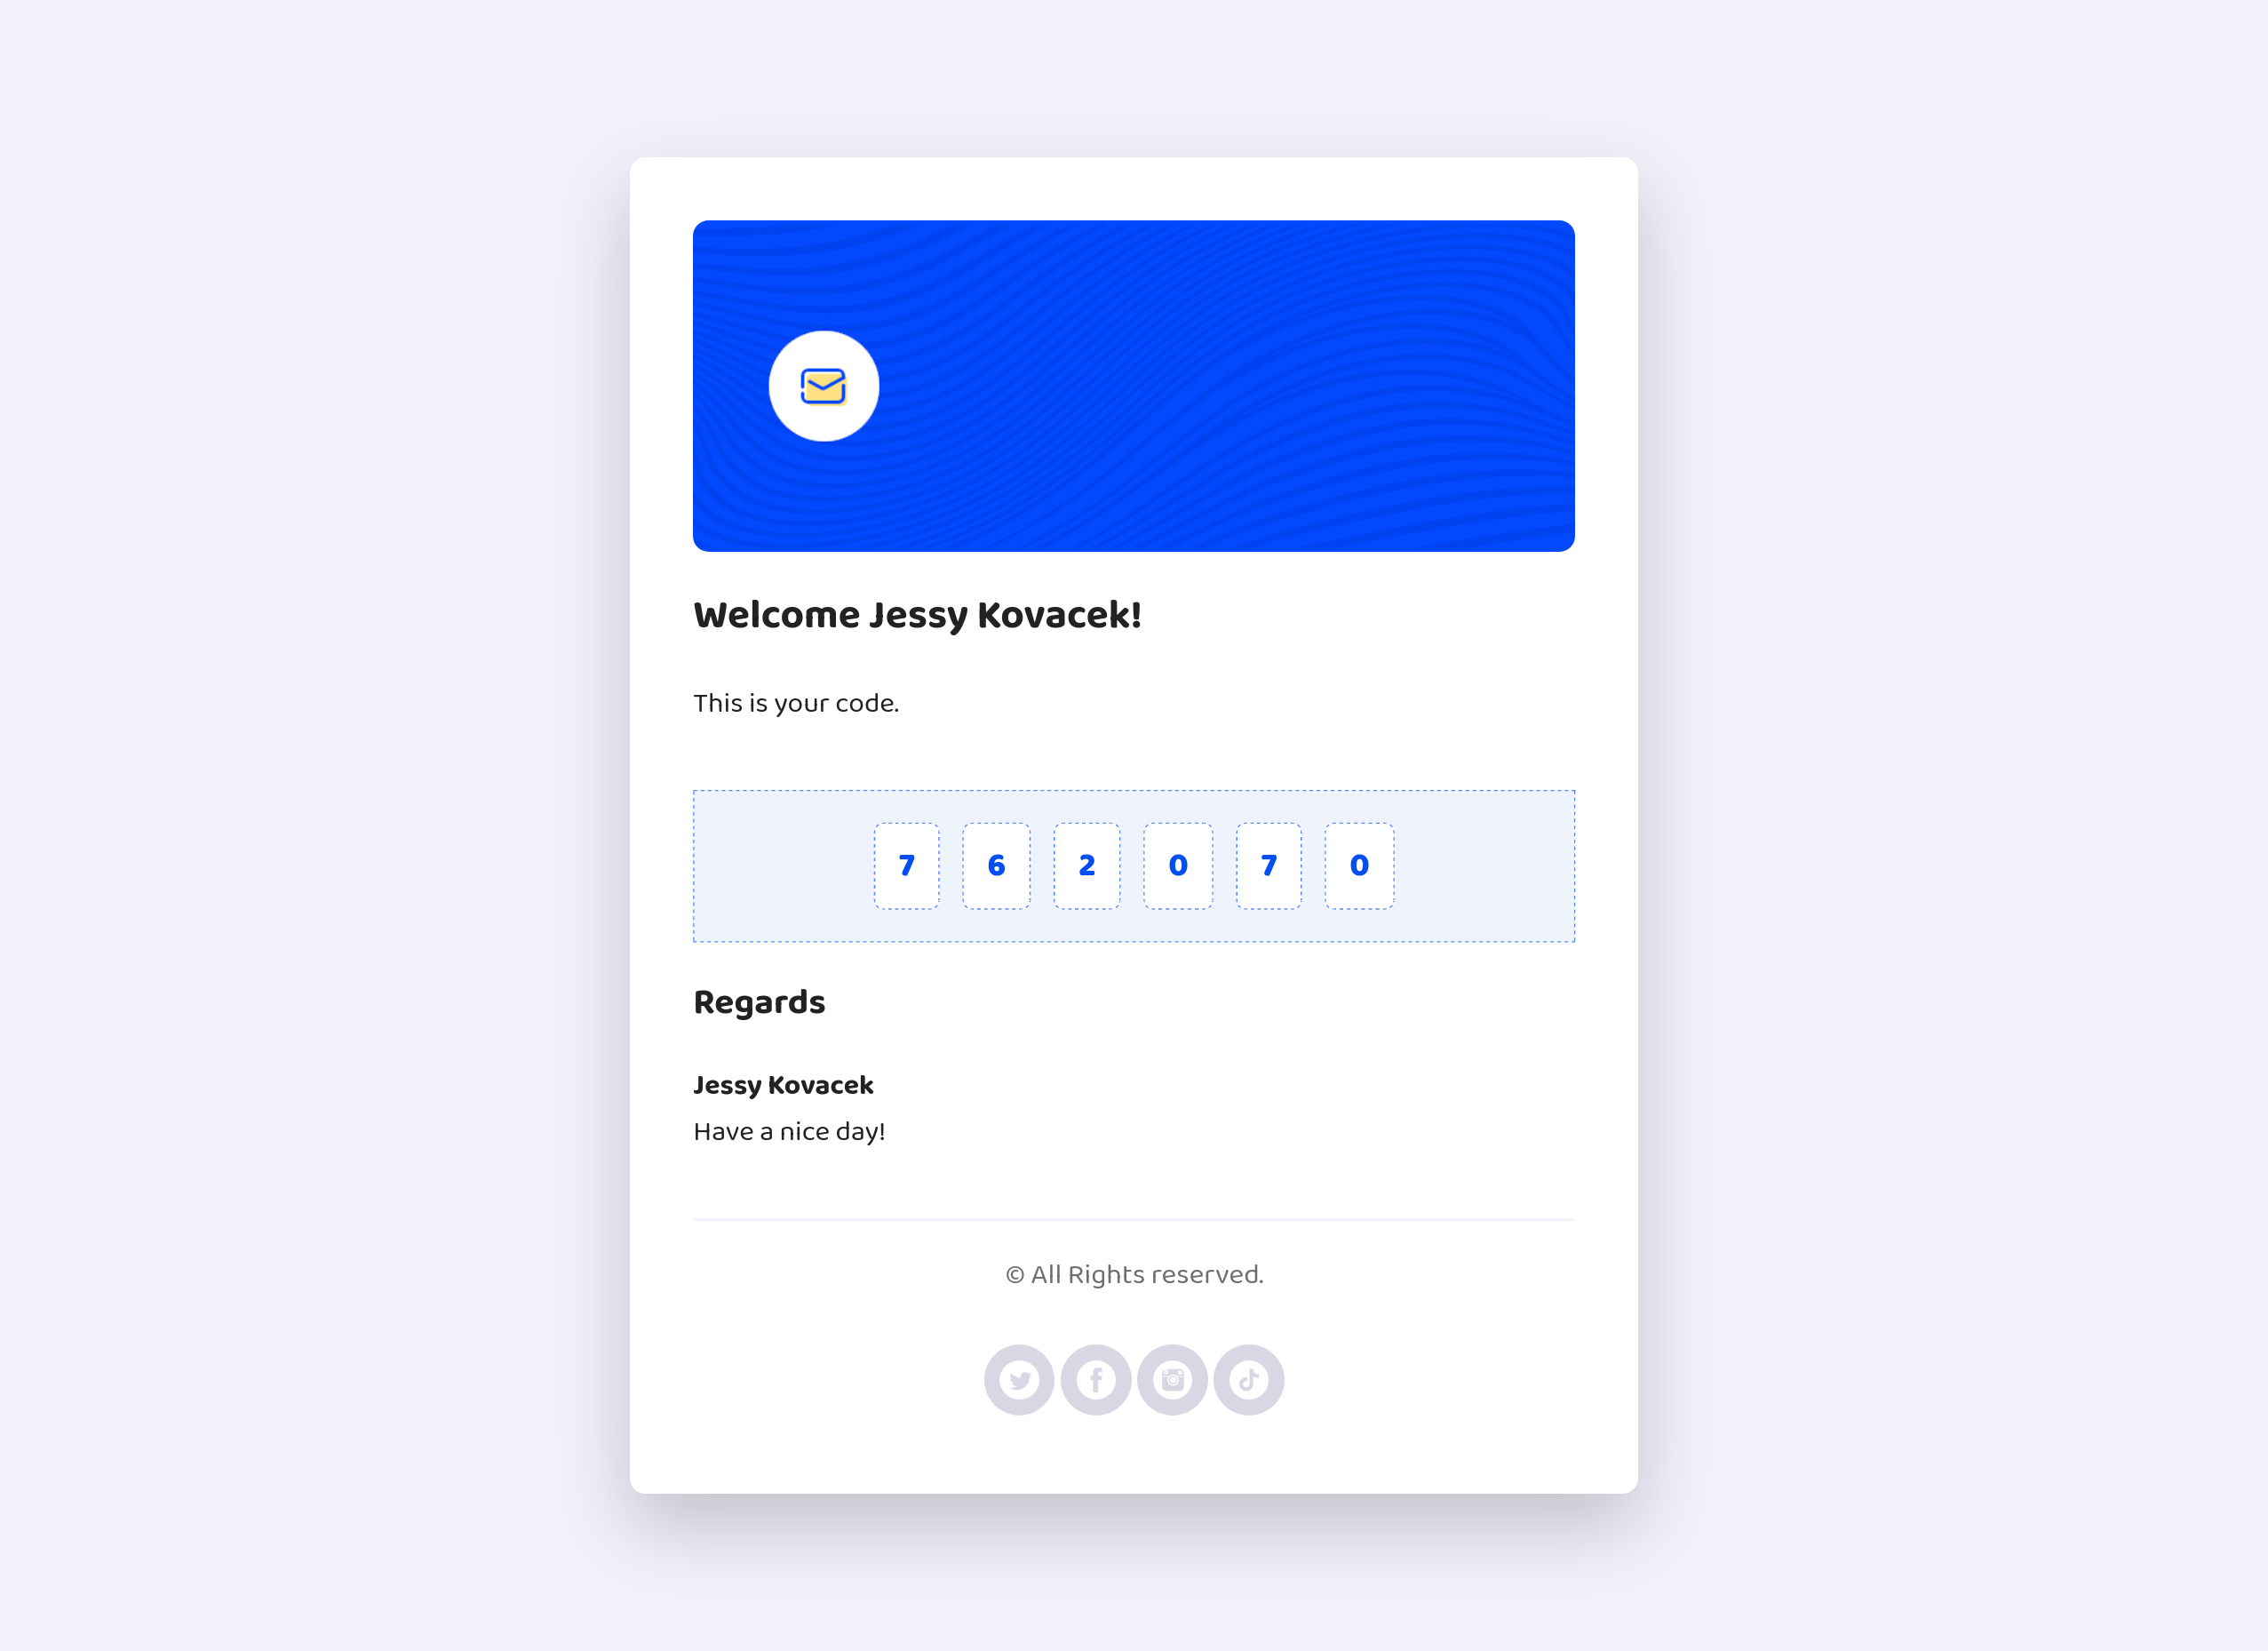 Welcome Jessy Kovacek!
This is your code.
7 6 2 0 7 0
Regards
Jessy Kovacek
Have a nice day!
© All Rights reserved.